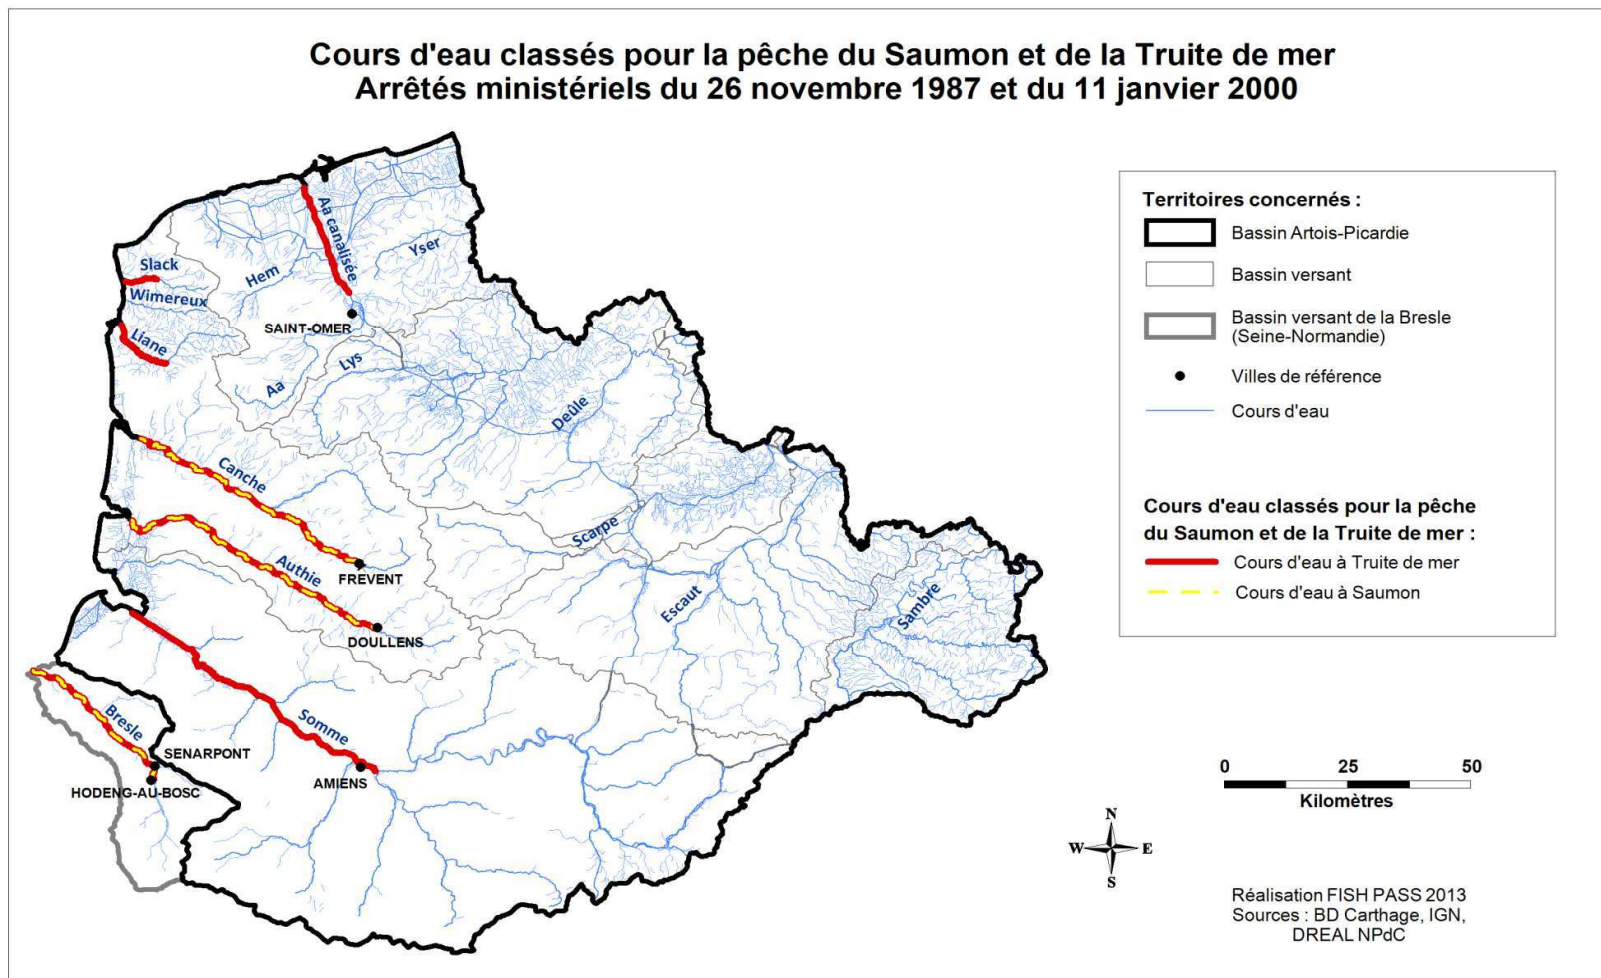 Cours d'eau classés pour la pêche du Saumon et de la Truite de mer
Arrêtés ministériels du 26 novembre 1987 et du 11 janvier 2000
Aa canalisée
Yser
Slack
Hem
Wimereux
SAINT-OMER
Liane
Lys
Aa
Deûle
Canche
Scarpe
Authie
FREVENT
Escaut
Sambre
DOULLENS
Somme
Bresle
SENARPONT
AMIENS
HODENG-AU-BOSC
Territoires concernés :
Bassin Artois-Picardie
Bassin versant
Bassin versant de la Bresle
(Seine-Normandie)
Villes de référence
Cours d'eau
Cours d'eau classés pour la pêche
du Saumon et de la Truite de mer :
Cours d'eau à Truite de mer
Cours d'eau à Saumon
0 25 50
Kilomètres
N
W E
S
Réalisation FISH PASS 2013
Sources : BD Carthage, IGN,
DREAL NPdC